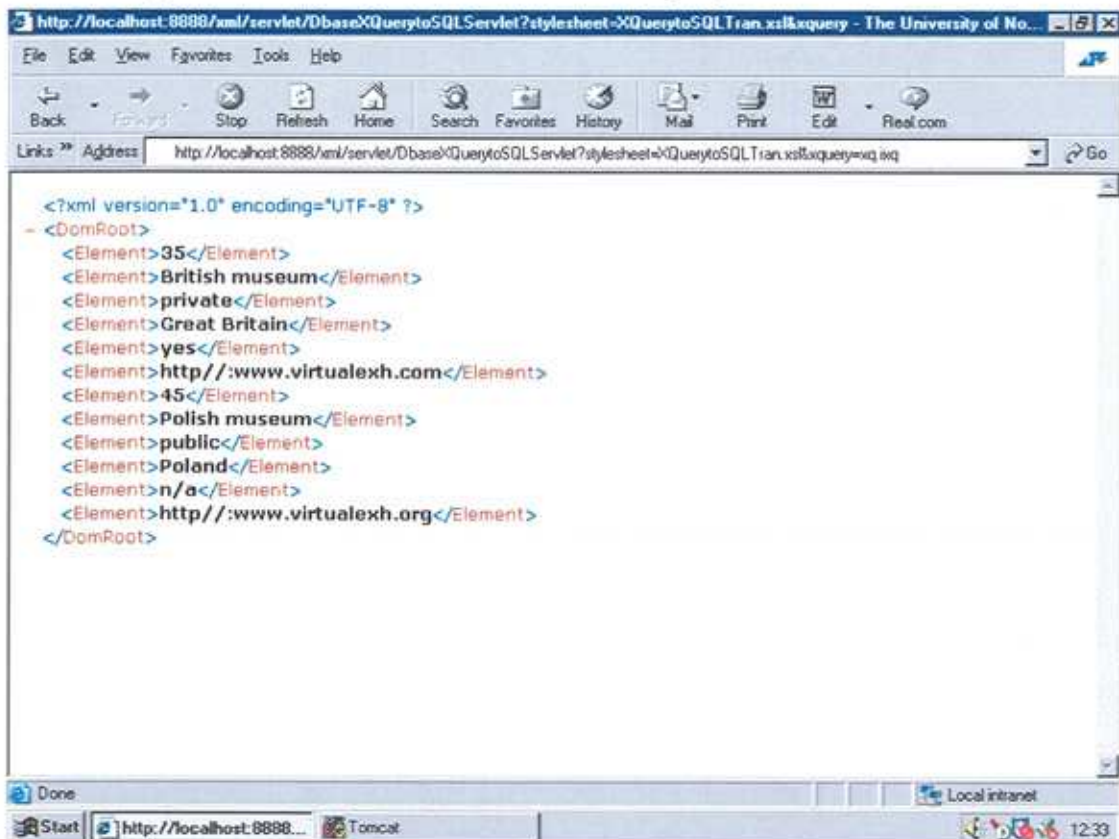 http://localhost:8888/xml/servlet/DbaseXQuerytoSQLServlet?stylesheet=XQuerytoSQLTran.xsl&xquery - The University of No...
File Edit View Favorites Tools Help
Back Forward Stop Refresh Home Search Favorites History Mail Print Edit Real.com
Links » Address http://localhost:8888/xml/servlet/DbaseXQuerytoSQLServlet?stylesheet=XQuerytoSQLTran.xsl&xquery=xq.ixq Go
<?xml version="1.0" encoding="UTF-8" ?>
- <DomRoot>
<Element>35</Element>
<Element>British museum</Element>
<Element>private</Element>
<Element>Great Britain</Element>
<Element>yes</Element>
<Element>http//:www.virtualexh.com</Element>
<Element>45</Element>
<Element>Polish museum</Element>
<Element>public</Element>
<Element>Poland</Element>
<Element>n/a</Element>
<Element>http//:www.virtualexh.org</Element>
</DomRoot>
Done Local intranet
Start http://localhost:8888... Tomcat 12:39